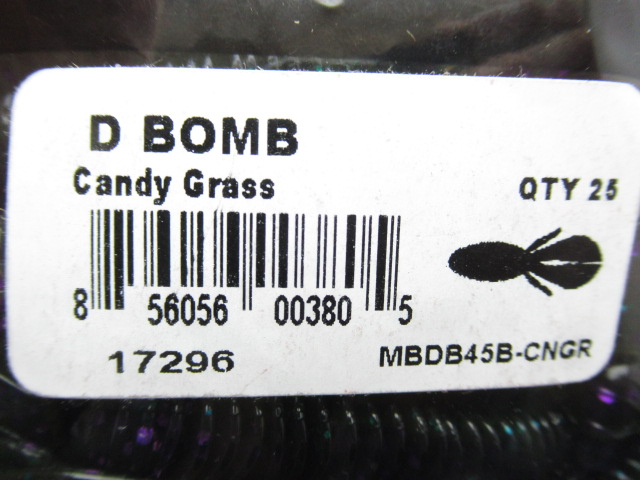 D BOMB
Candy Grass
QTY 25
8 56056 00380 5
17296
MBDB45B-CNGR